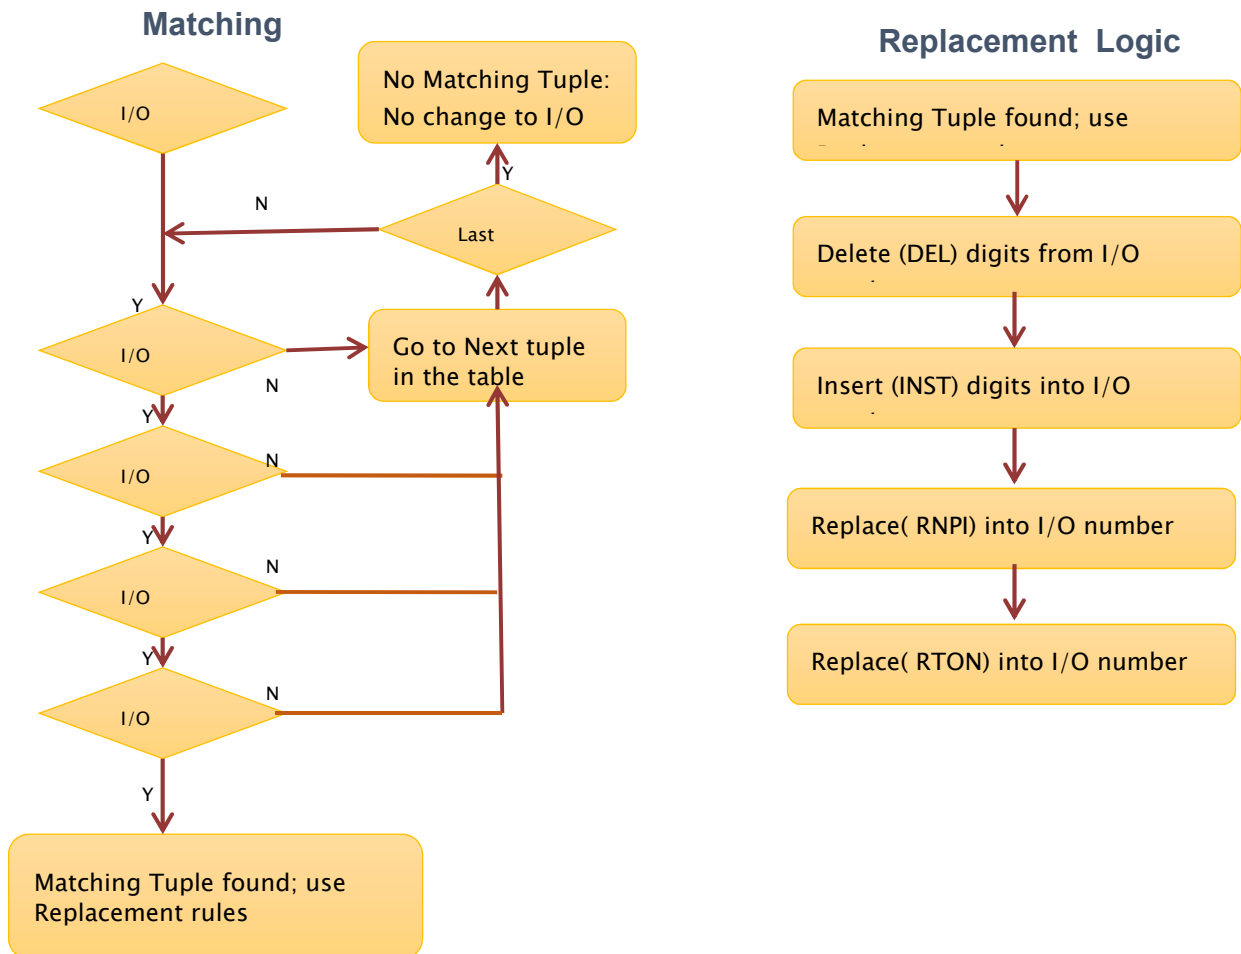 Matching
I/O
No Matching Tuple:
No change to I/O
Y
N
Last
Y
I/O
N
Go to Next tuple
in the table
Y
I/O
N
Y
I/O
N
Y
I/O
N
Y
Matching Tuple found; use
Replacement rules
Replacement Logic
Matching Tuple found; use
Delete (DEL) digits from I/O
Insert (INST) digits into I/O
Replace( RNPI) into I/O number
Replace( RTON) into I/O number